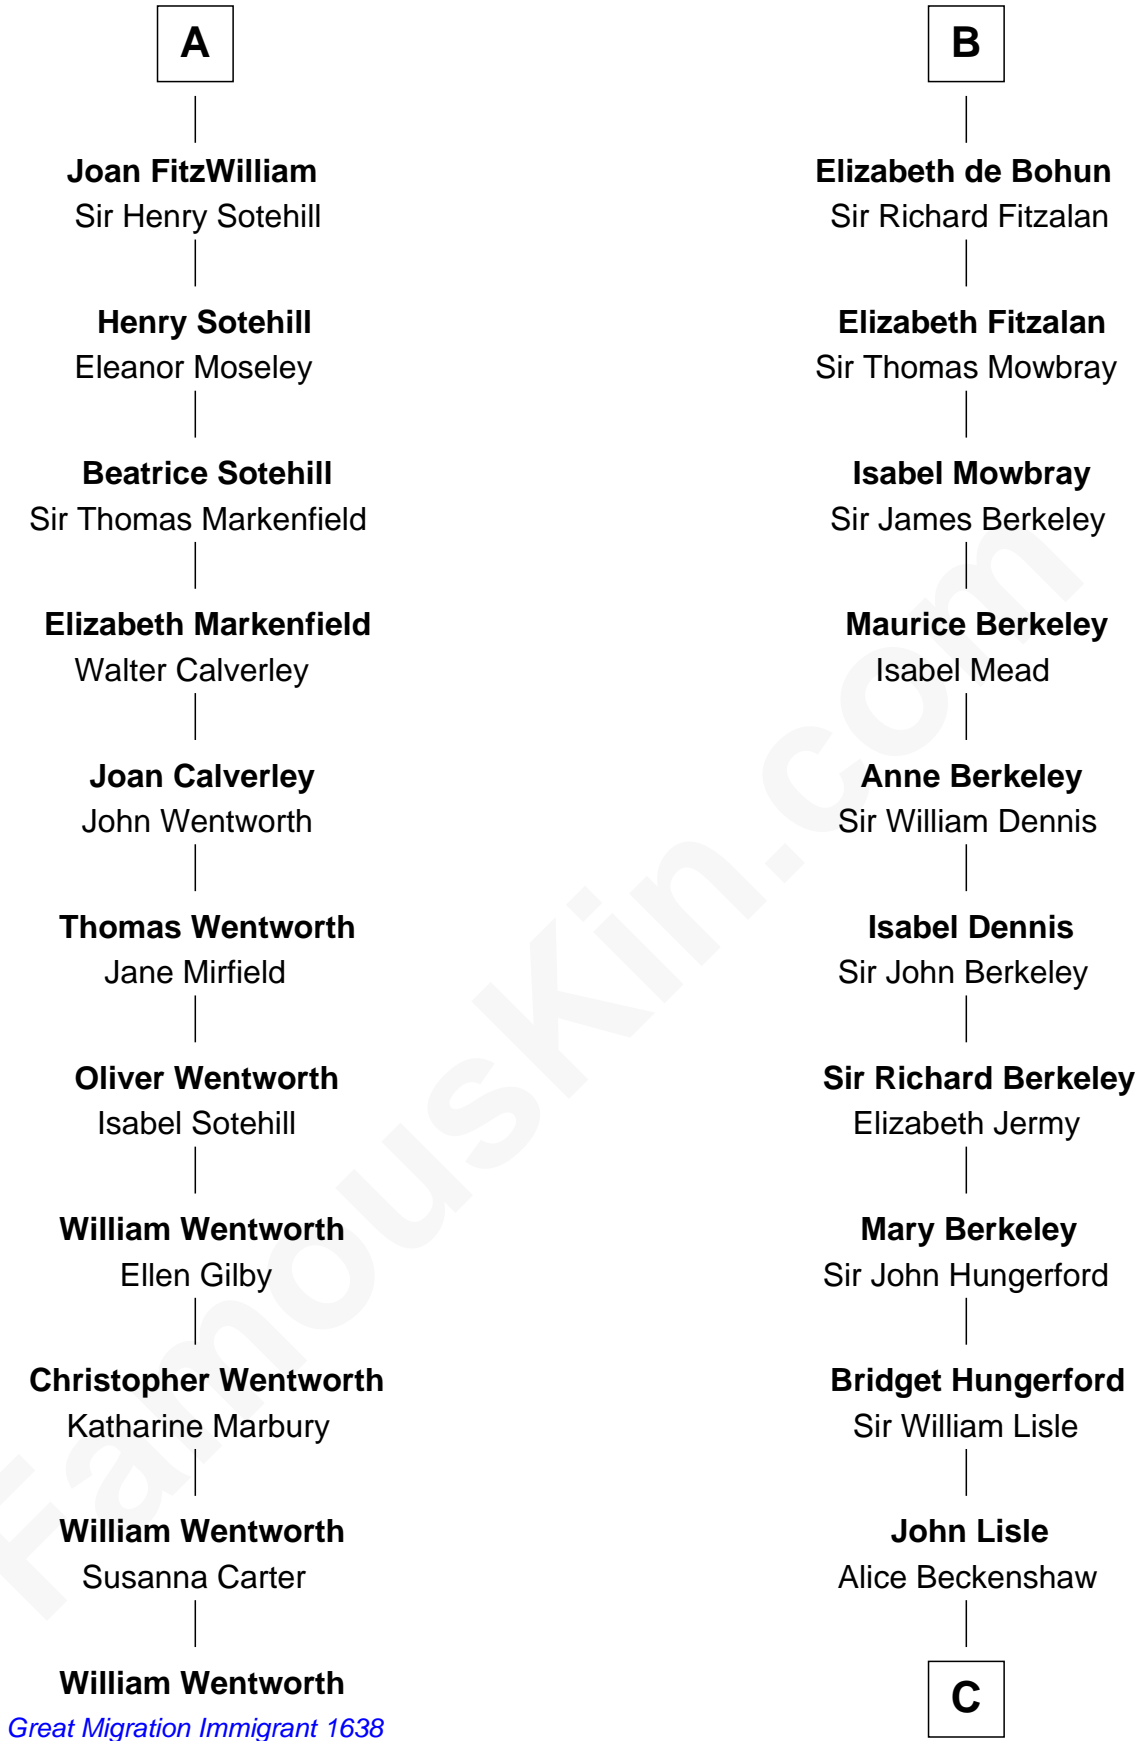 A
Joan FitzWilliam
Sir Henry Sotehill
Henry Sotehill
Eleanor Moseley
Beatrice Sotehill
Sir Thomas Markenfield
Elizabeth Markenfield
Walter Calverley
Joan Calverley
John Wentworth
Thomas Wentworth
Jane Mirfield
Oliver Wentworth
Isabel Sotehill
William Wentworth
Ellen Gilby
Christopher Wentworth
Katharine Marbury
William Wentworth
Susanna Carter
William Wentworth
Great Migration Immigrant 1638
B
Elizabeth de Bohun
Sir Richard Fitzalan
Elizabeth Fitzalan
Sir Thomas Mowbray
Isabel Mowbray
Sir James Berkeley
Maurice Berkeley
Isabel Mead
Anne Berkeley
Sir William Dennis
Isabel Dennis
Sir John Berkeley
Sir Richard Berkeley
Elizabeth Jermy
Mary Berkeley
Sir John Hungerford
Bridget Hungerford
Sir William Lisle
John Lisle
Alice Beckenshaw
C
FamousKin.com